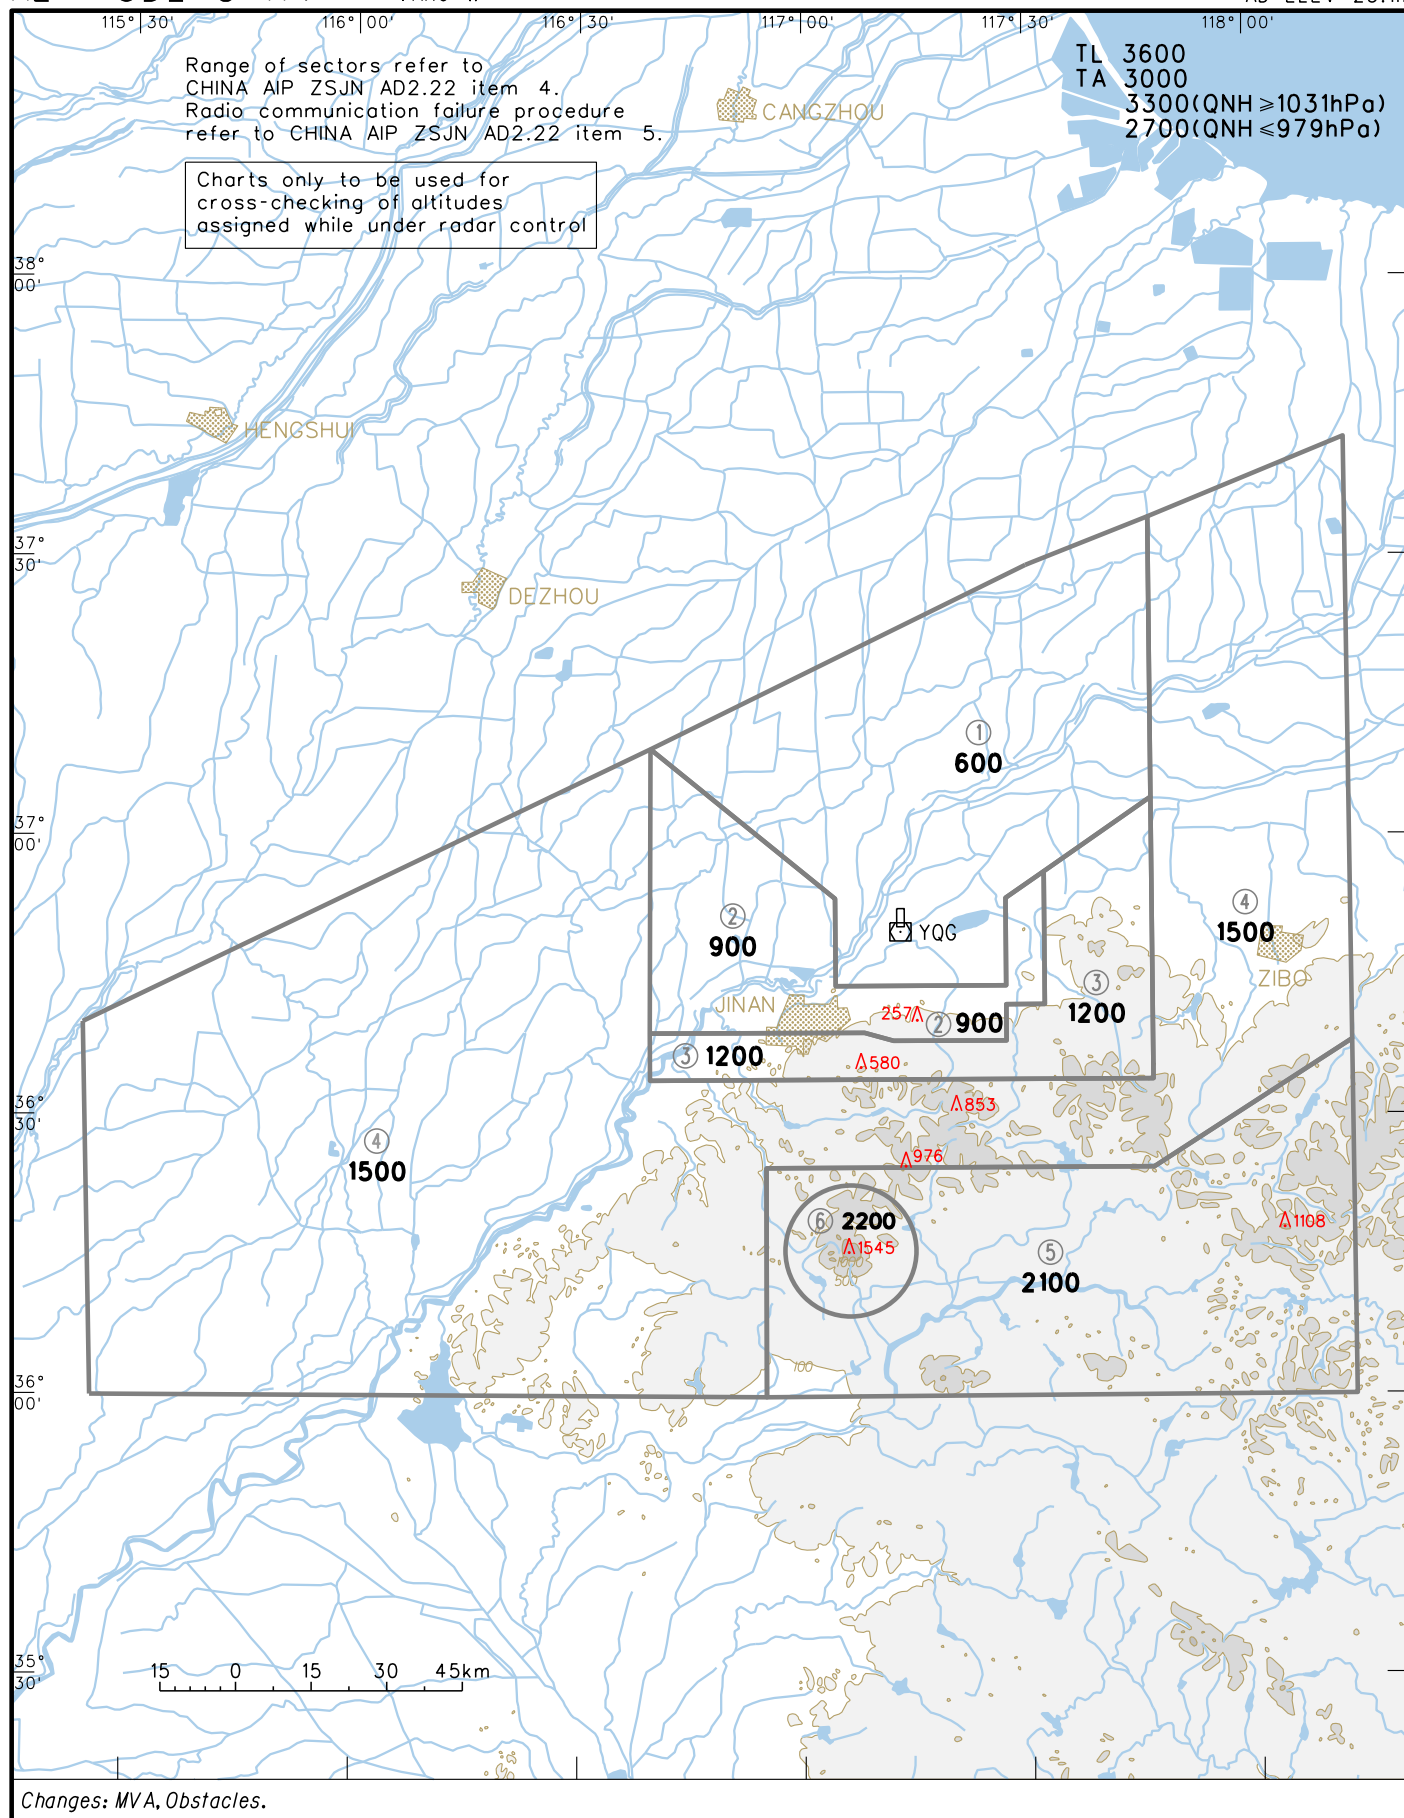 115°30'
116°00'
116°30'
117°00'
117°30'
118°00'
Range of sectors refer to
CHINA AIP ZSJN AD2.22 item 4.
Radio communication failure procedure
refer to CHINA AIP ZSJN AD2.22 item 5.
Charts only to be used for
cross-checking of altitudes
assigned while under radar control
TL 3600
TA 3000
3300(QNH≥1031hPa)
2700(QNH≤979hPa)
CANGZHOU
38°
00'
HENGSHUI
37°
30'
DEZHOU
①
600
37°
00'
②
900
YQG
④
1500
ZIBO
③
1200
JINAN
257
② 900
③ 1200
580
853
36°
30'
④
1500
976
⑥ 2200
1545
1000
500
1108
⑤
2100
100
36°
00'
35°
30'
15 0 15 30 45km
Changes: MVA, Obstacles.